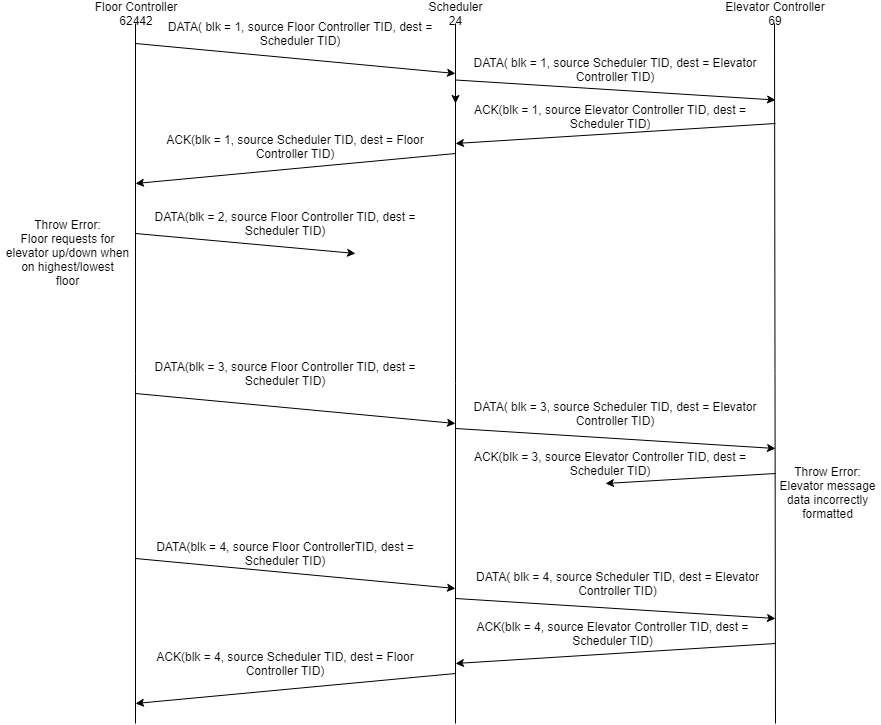 Floor Controller
62442
Scheduler
24
Elevator Controller
69
DATA( blk = 1, source Floor Controller TID, dest =
Scheduler TID)
DATA( blk = 1, source Scheduler TID, dest = Elevator
Controller TID)
ACK(blk = 1, source Elevator Controller TID, dest =
Scheduler TID)
ACK(blk = 1, source Scheduler TID, dest = Floor
Controller TID)
DATA(blk = 2, source Floor Controller TID, dest =
Scheduler TID)
Throw Error:
Floor requests for
elevator up/down when
on highest/lowest
floor
DATA(blk = 3, source Floor Controller TID, dest =
Scheduler TID)
DATA( blk = 3, source Scheduler TID, dest = Elevator
Controller TID)
ACK(blk = 3, source Elevator Controller TID, dest =
Scheduler TID)
Throw Error:
Elevator message
data incorrectly
formatted
DATA(blk = 4, source Floor ControllerTID, dest =
Scheduler TID)
DATA( blk = 4, source Scheduler TID, dest = Elevator
Controller TID)
ACK(blk = 4, source Elevator Controller TID, dest =
Scheduler TID)
ACK(blk = 4, source Scheduler TID, dest = Floor
Controller TID)